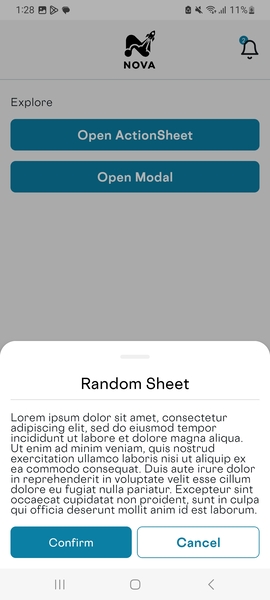 1:28
11%
NOVA
2
Explore
Open ActionSheet
Open Modal
Random Sheet
Lorem ipsum dolor sit amet, consectetur
adipiscing elit, sed do eiusmod tempor
incididunt ut labore et dolore magna aliqua.
Ut enim ad minim veniam, quis nostrud
exercitation ullamco laboris nisi ut aliquip ex
ea commodo consequat. Duis aute irure dolor
in reprehenderit in voluptate velit esse cillum
dolore eu fugiat nulla pariatur. Excepteur sint
occaecat cupidatat non proident, sunt in culpa
qui officia deserunt mollit anim id est laborum.
Confirm
Cancel